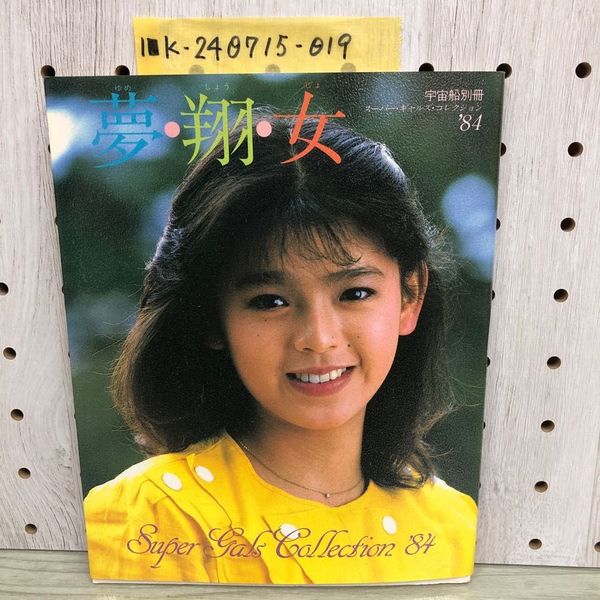 1■K-240715-019
ゆめ しょう じょ
夢・翔・女
宇宙船別冊
スーパー・ギャルズ・コレクション
'84
Super Gals Collection '84